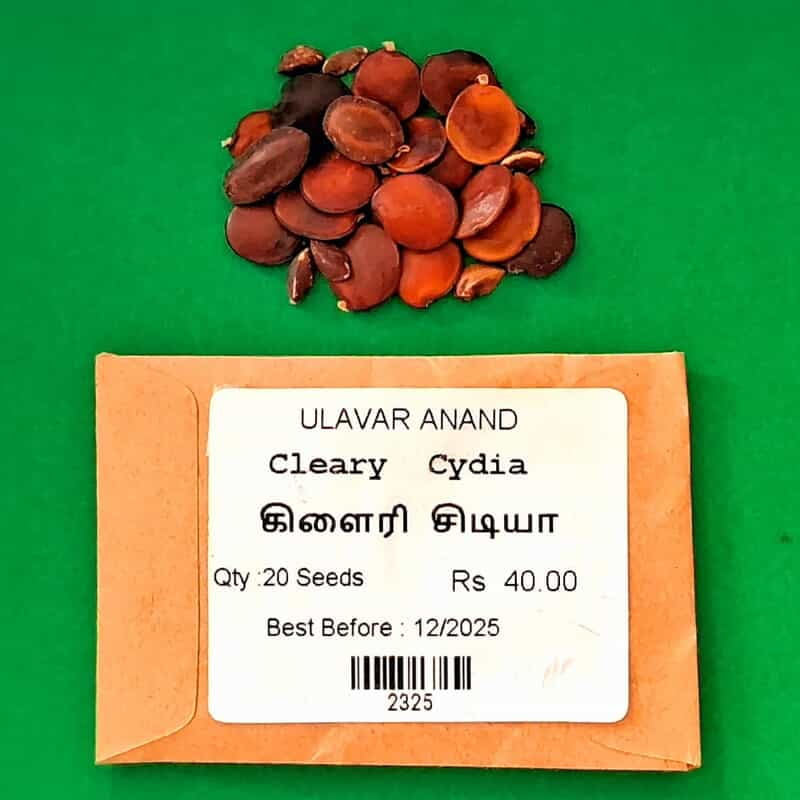 ULAVAR ANAND
Cleary Cydia
கிளைரி சிடியா
Qty :20 Seeds Rs 40.00
Best Before : 12/2025
2325